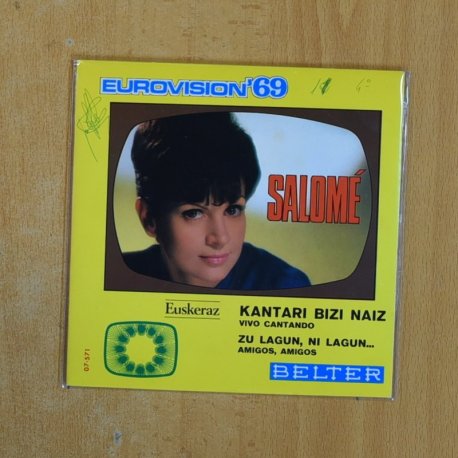 EUROVISION'69
SALOMÉ
Euskeraz
KANTARI BIZI NAIZ
VIVO CANTANDO
ZU LAGUN, NI LAGUN...
AMIGOS, AMIGOS
07-571
BELTER